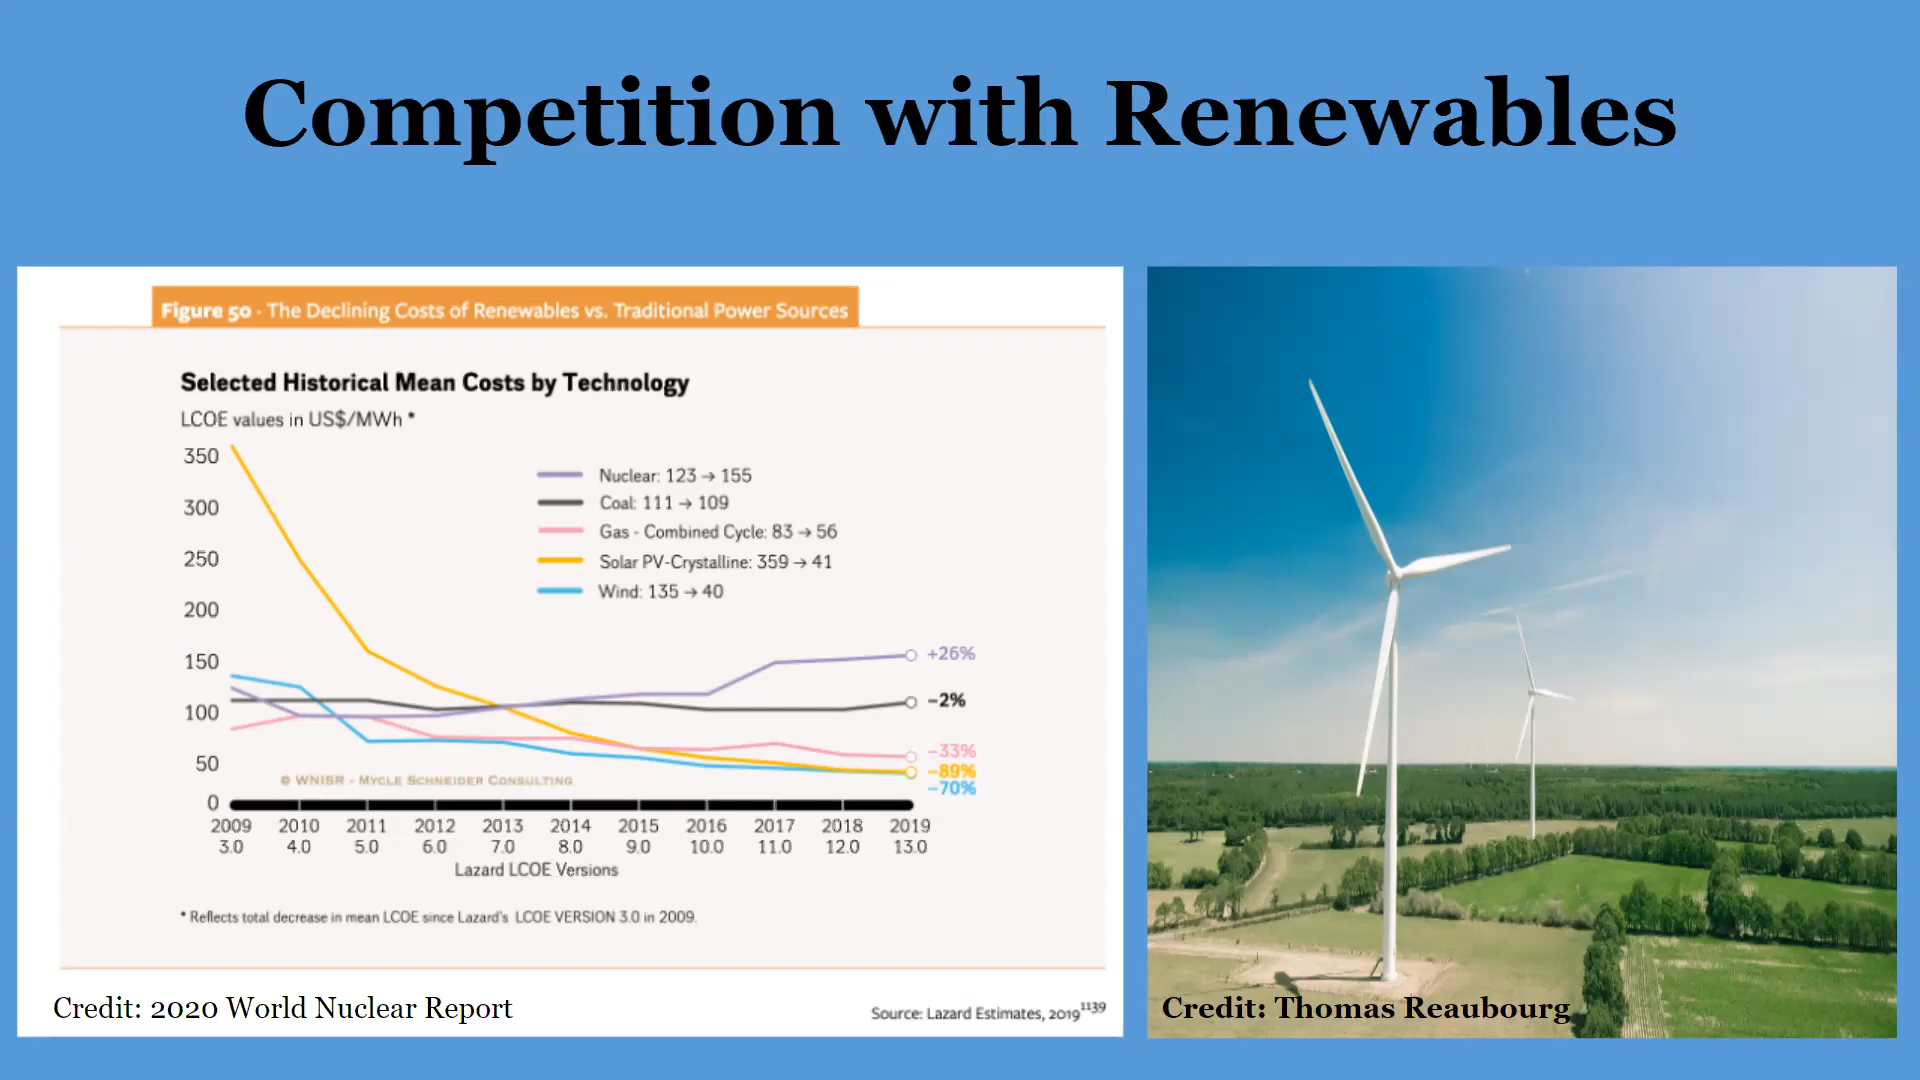 Competition with Renewables
Figure 50 - The Declining Costs of Renewables vs. Traditional Power Sources
Selected Historical Mean Costs by Technology
LCOE values in US$/MWh *
350
300
250
200
150
100
50
0
Nuclear: 123 → 155
Coal: 111 → 109
Gas - Combined Cycle: 83 → 56
Solar PV-Crystalline: 359 → 41
Wind: 135 → 40
+26%
−2%
−33%
−89%
−70%
© WNISR - Mycle Schneider Consulting
2009 2010 2011 2012 2013 2014 2015 2016 2017 2018 2019
3.0 4.0 5.0 6.0 7.0 8.0 9.0 10.0 11.0 12.0 13.0
Lazard LCOE Versions
* Reflects total decrease in mean LCOE since Lazard's LCOE VERSION 3.0 in 2009.
Credit: 2020 World Nuclear Report
Source: Lazard Estimates, 2019 1139
Credit: Thomas Reaubourg